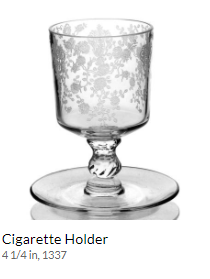 Cigarette Holder
4 1/4 in, 1337